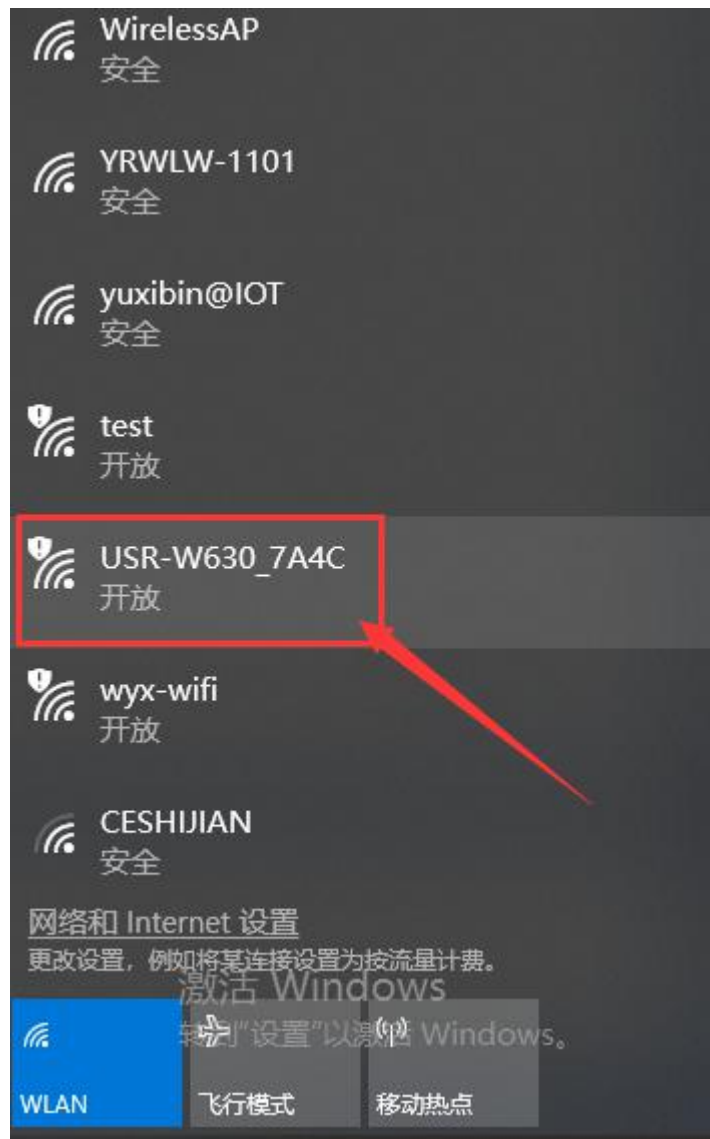 WirelessAP
安全
YRWLW-1101
安全
yuxibin@IOT
安全
test
开放
USR-W630_7A4C
开放
wyx-wifi
开放
CESHIJIAN
安全
网络和 Internet 设置
更改设置，例如将某连接设置为按流量计费。
激活 Windows
转到"设置"以激活 Windows。
WLAN
飞行模式
移动热点